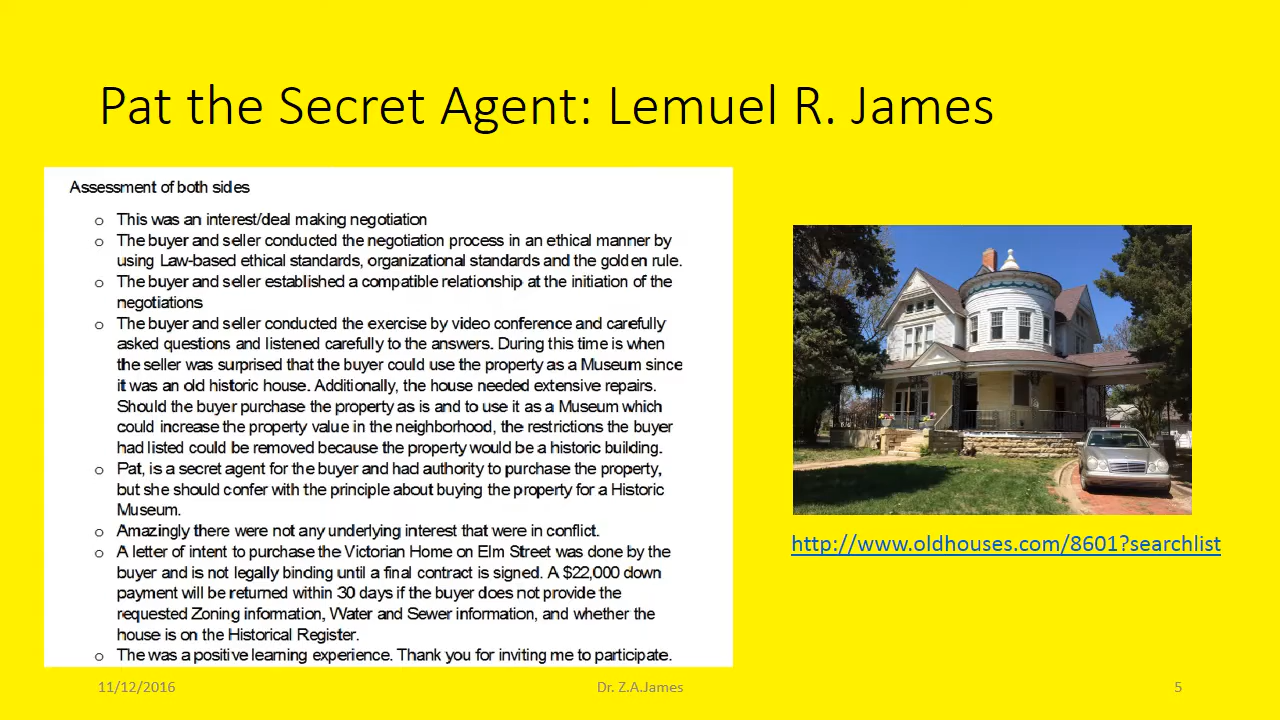 Pat the Secret Agent: Lemuel R. James
Assessment of both sides
o This was an interest/deal making negotiation
o The buyer and seller conducted the negotiation process in an ethical manner by
using Law-based ethical standards, organizational standards and the golden rule.
o The buyer and seller established a compatible relationship at the initiation of the
negotiations
o The buyer and seller conducted the exercise by video conference and carefully
asked questions and listened carefully to the answers. During this time is when
the seller was surprised that the buyer could use the property as a Museum since
it was an old historic house. Additionally, the house needed extensive repairs.
Should the buyer purchase the property as is and to use it as a Museum which
could increase the property value in the neighborhood, the restrictions the buyer
had listed could be removed because the property would be a historic building.
o Pat, is a secret agent for the buyer and had authority to purchase the property,
but she should confer with the principle about buying the property for a Historic
Museum.
o Amazingly there were not any underlying interest that were in conflict.
o A letter of intent to purchase the Victorian Home on Elm Street was done by the
buyer and is not legally binding until a final contract is signed. A $22,000 down
payment will be returned within 30 days if the buyer does not provide the
requested Zoning information, Water and Sewer information, and whether the
house is on the Historical Register.
o The was a positive learning experience. Thank you for inviting me to participate.
http://www.oldhouses.com/8601?searchlist
11/12/2016
Dr. Z.A.James
5